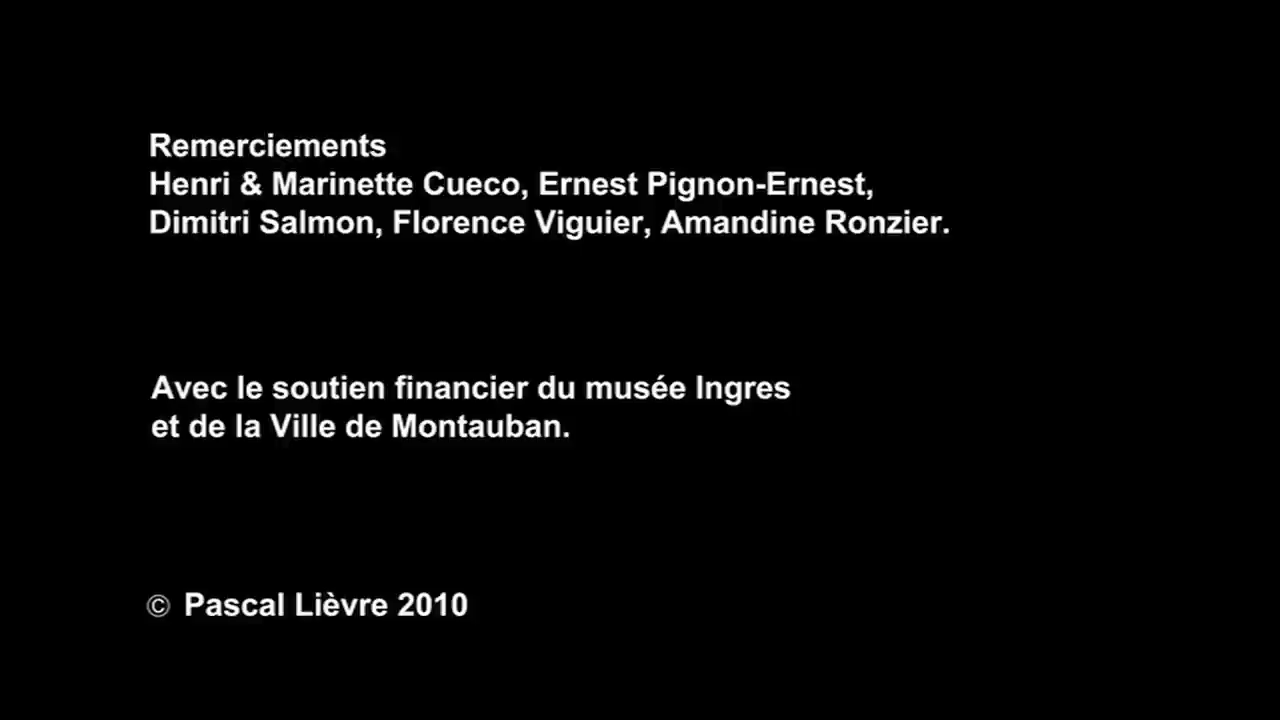 Remerciements
Henri & Marinette Cueco, Ernest Pignon-Ernest,
Dimitri Salmon, Florence Viguier, Amandine Ronzier.
Avec le soutien financier du musée Ingres
et de la Ville de Montauban.
© Pascal Lièvre 2010